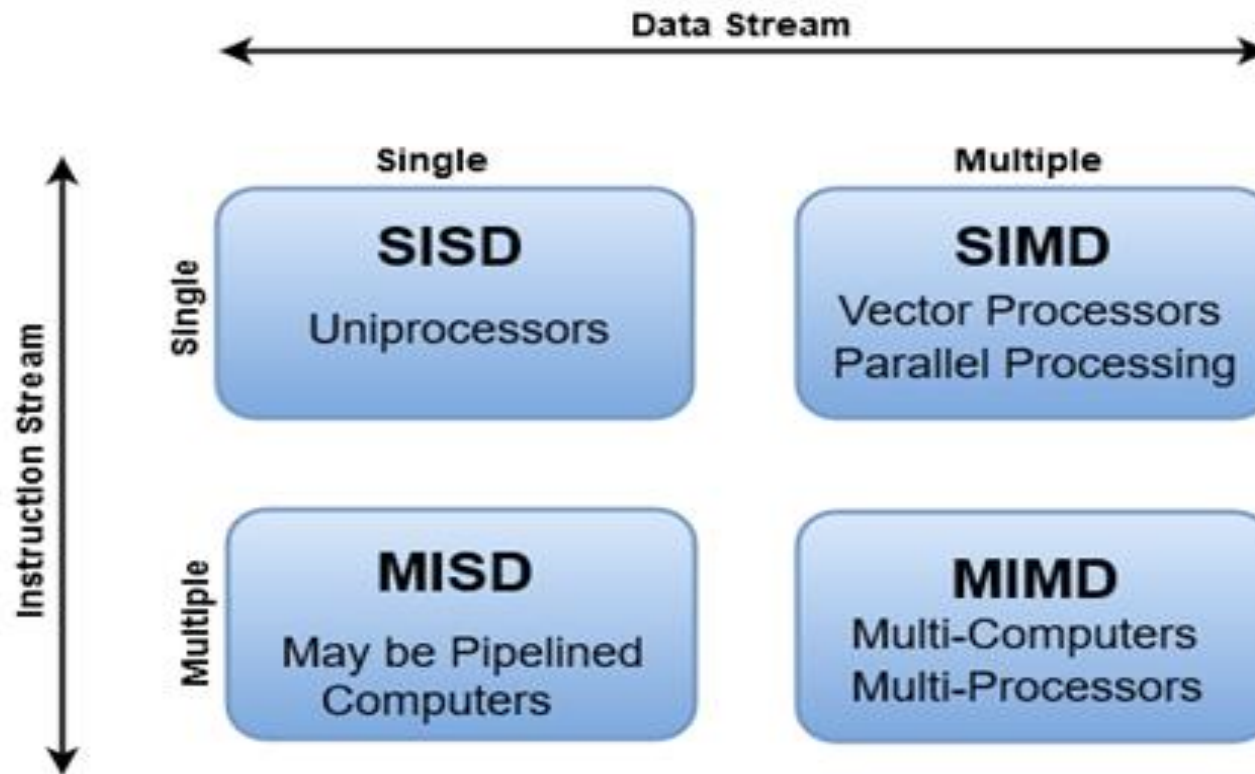 Data Stream
Single
Multiple
Instruction Stream
Single
SISD
Uniprocessors
SIMD
Vector Processors
Parallel Processing
Multiple
MISD
May be Pipelined
Computers
MIMD
Multi-Computers
Multi-Processors